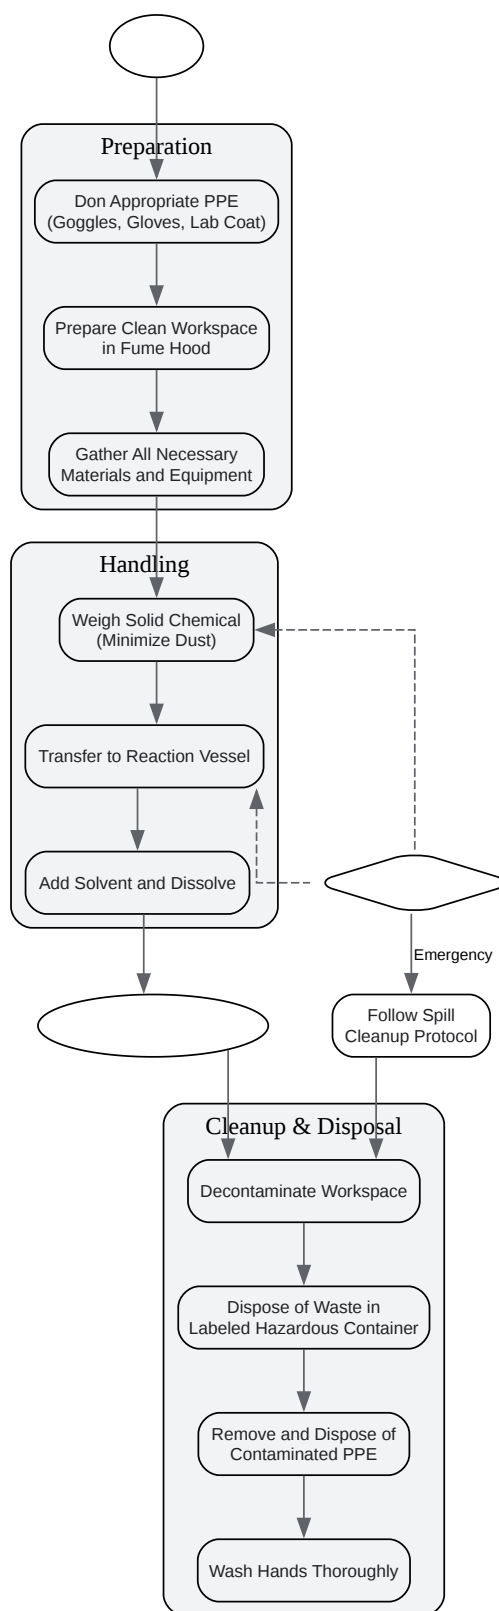 Preparation
Don Appropriate PPE
(Goggles, Gloves, Lab Coat)
Prepare Clean Workspace
in Fume Hood
Gather All Necessary
Materials and Equipment
Handling
Weigh Solid Chemical
(Minimize Dust)
Transfer to Reaction Vessel
Add Solvent and Dissolve
Emergency
Follow Spill
Cleanup Protocol
Cleanup & Disposal
Decontaminate Workspace
Dispose of Waste in
Labeled Hazardous Container
Remove and Dispose of
Contaminated PPE
Wash Hands Thoroughly